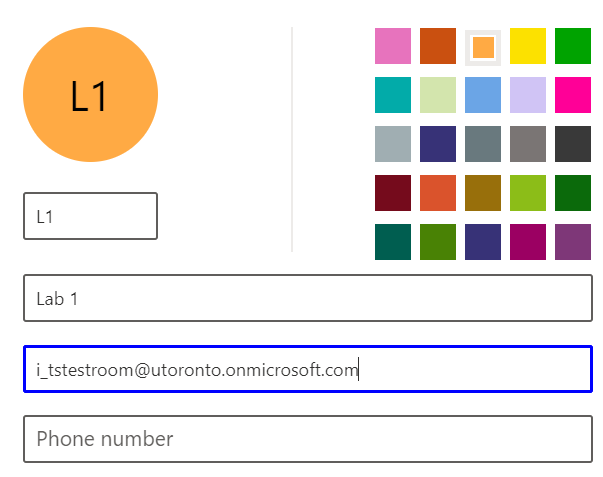 L1
L1
Lab 1
i_tstestroom@utoronto.onmicrosoft.com
Phone number